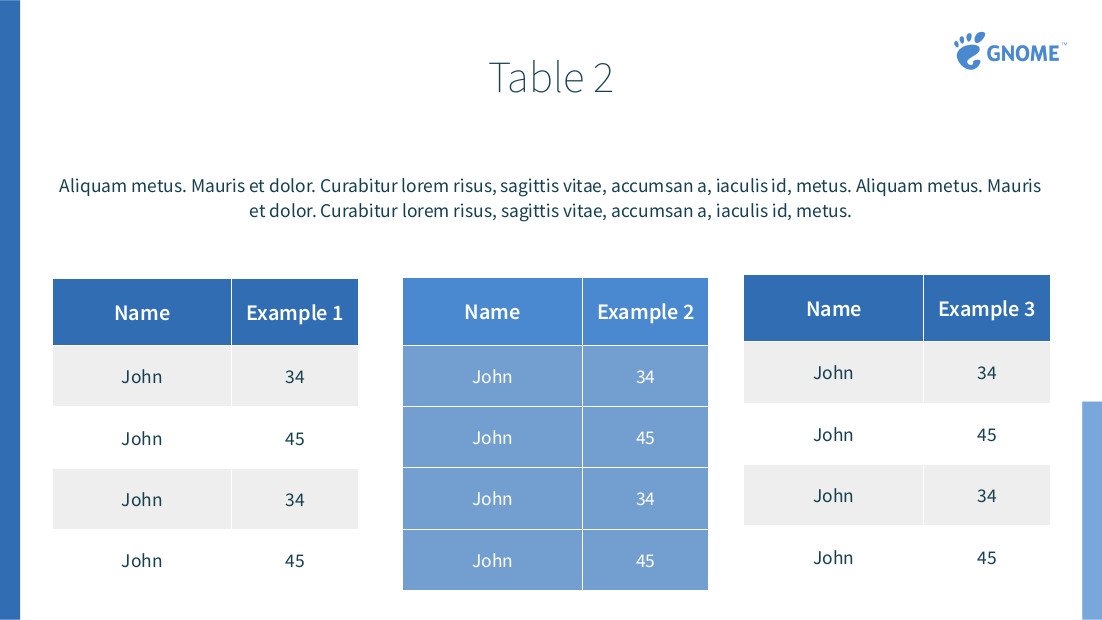 GNOME™
Table 2
Aliquam metus. Mauris et dolor. Curabitur lorem risus, sagittis vitae, accumsan a, iaculis id, metus. Aliquam metus. Mauris
et dolor. Curabitur lorem risus, sagittis vitae, accumsan a, iaculis id, metus.
Name Example 1
John 34
John 45
John 34
John 45
Name Example 2
John 34
John 45
John 34
John 45
Name Example 3
John 34
John 45
John 34
John 45